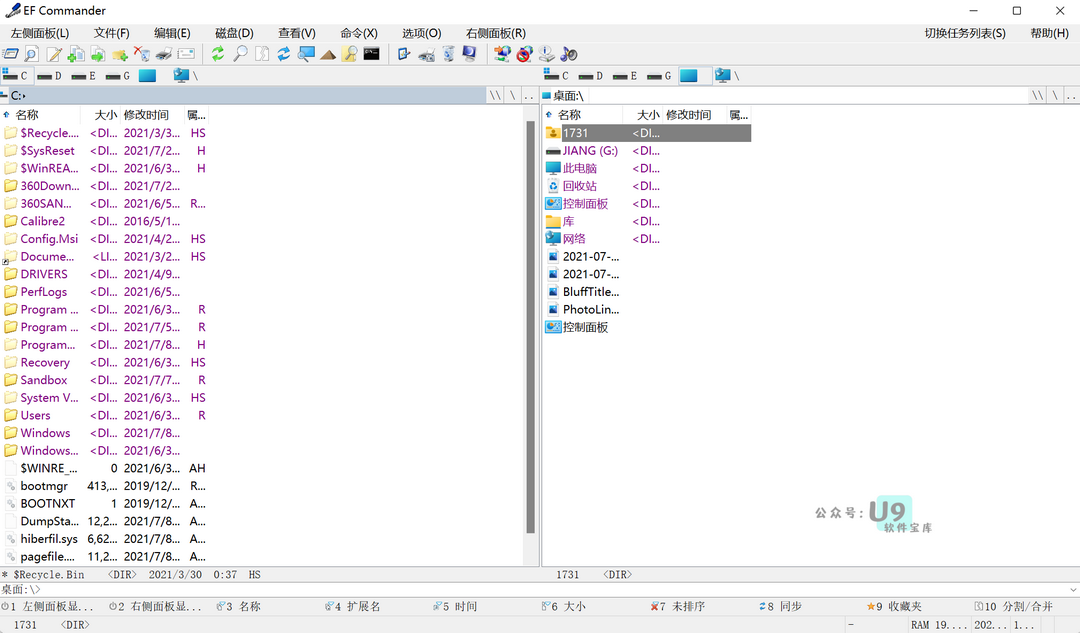 EF Commander
左侧面板(L) 文件(F) 编辑(E) 磁盘(D) 查看(V) 命令(X) 选项(O) 右侧面板(R) 切换任务列表(S) 帮助(H)
C D E G \ C D E G \
C:› \\ \ .. 桌面:\ \\ \ ..
名称 大小 修改时间 属... 名称 大小 修改时间 属...
$Recycle.... <DI... 2021/3/3... HS 1731 <DI...
$SysReset <DI... 2021/7/2... H JIANG (G:) <DI...
$WinREA... <DI... 2021/6/3... H 此电脑 <DI...
360Down... <DI... 2021/7/2... 回收站 <DI...
360SAN... <DI... 2021/6/5... R... 控制面板 <DI...
Calibre2 <DI... 2016/5/1... 库 <DI...
Config.Msi <DI... 2021/4/2... HS 网络 <DI...
Docume... <LI... 2021/3/2... HS 2021-07-...
DRIVERS <DI... 2021/4/9... 2021-07-...
PerfLogs <DI... 2021/6/5... BluffTitle...
Program ... <DI... 2021/6/3... R PhotoLin...
Program ... <DI... 2021/7/5... R 控制面板
Program... <DI... 2021/7/8... H
Recovery <DI... 2021/6/3... HS
Sandbox <DI... 2021/7/7... R
System V... <DI... 2021/6/3... HS
Users <DI... 2021/6/3... R
Windows <DI... 2021/7/8...
Windows... <DI... 2021/6/3...
$WINRE_... 0 2021/6/3... AH
bootmgr 413,... 2019/12/... R...
BOOTNXT 1 2019/12/... A...
DumpSta... 12,2... 2021/7/8... A...
hiberfil.sys 6,62... 2021/7/8... A...
pagefile.... 11,2... 2021/7/8... A...
公众号: U9
软件宝库
* $Recycle.Bin <DIR> 2021/3/30 0:37 HS 1731 <DIR>
桌面:\>
1 左侧面板显... 2 右侧面板显... 3 名称 4 扩展名 5 时间 6 大小 7 未排序 8 同步 9 收藏夹 10 分割/合并
1731 <DIR> – RAM 19.... 202... 1...